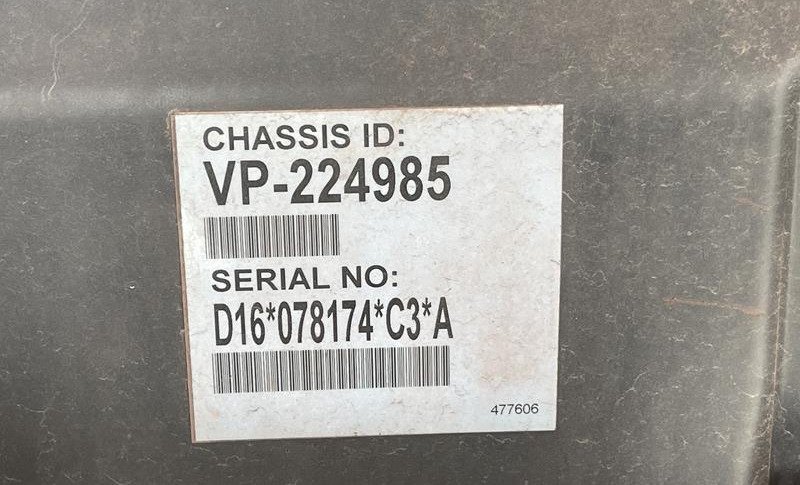 CHASSIS ID:
VP-224985
SERIAL NO:
D16*078174*C3*A
477606